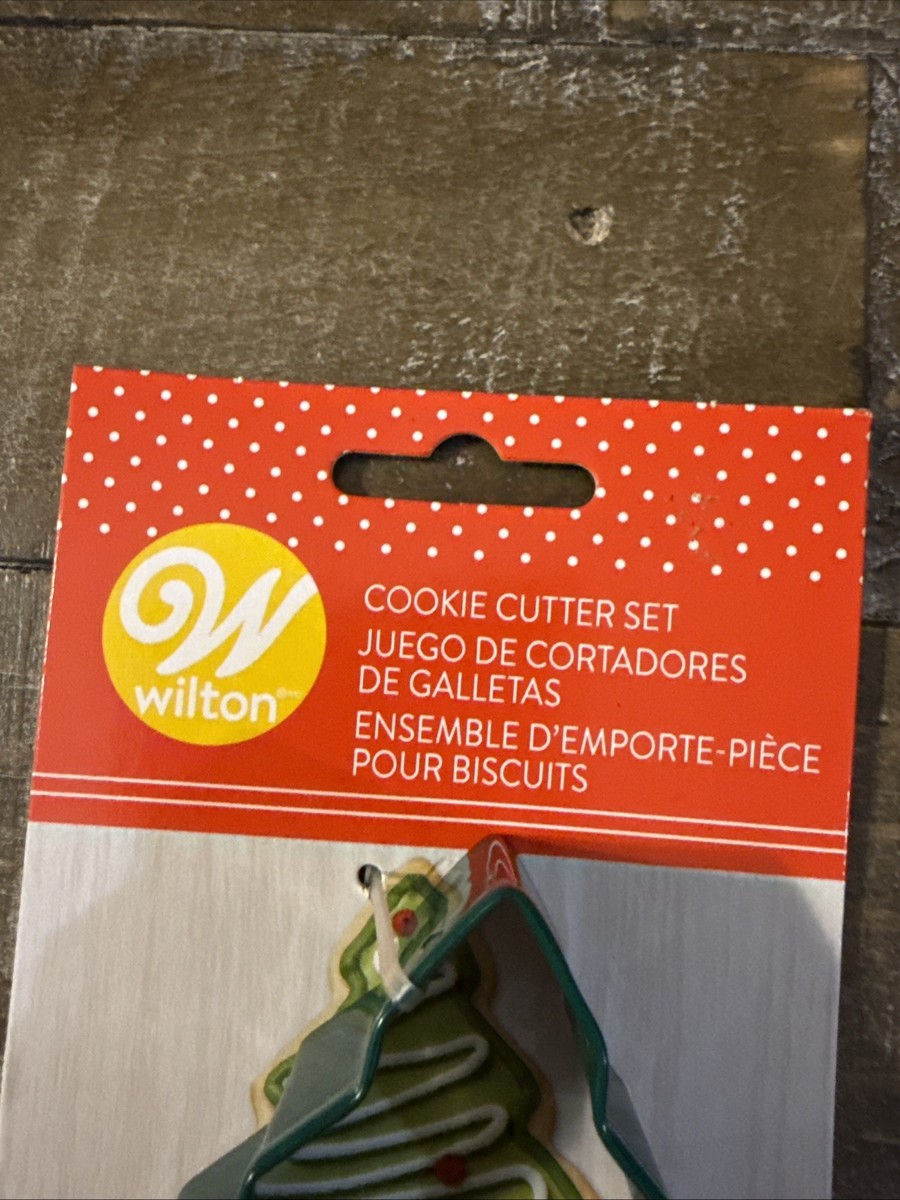 wilton
COOKIE CUTTER SET
JUEGO DE CORTADORES
DE GALLETAS
ENSEMBLE D'EMPORTE-PIÈCE
POUR BISCUITS